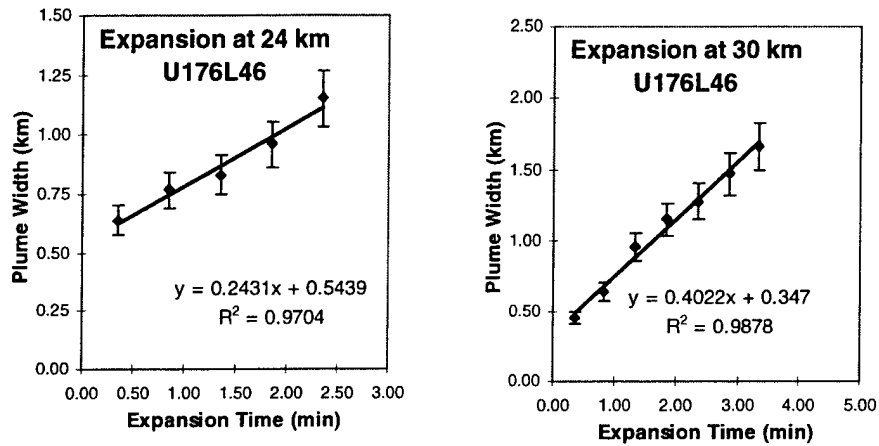 1.50
1.25
1.00
0.75
0.50
0.25
0.00
Plume Width (km)
Expansion at 24 km
U176L46
y = 0.2431x + 0.5439
R² = 0.9704
0.00 0.50 1.00 1.50 2.00 2.50 3.00
Expansion Time (min)
2.50
2.00
1.50
1.00
0.50
0.00
Plume Width (km)
Expansion at 30 km
U176L46
y = 0.4022x + 0.347
R² = 0.9878
0.00 1.00 2.00 3.00 4.00 5.00
Expansion Time (min)